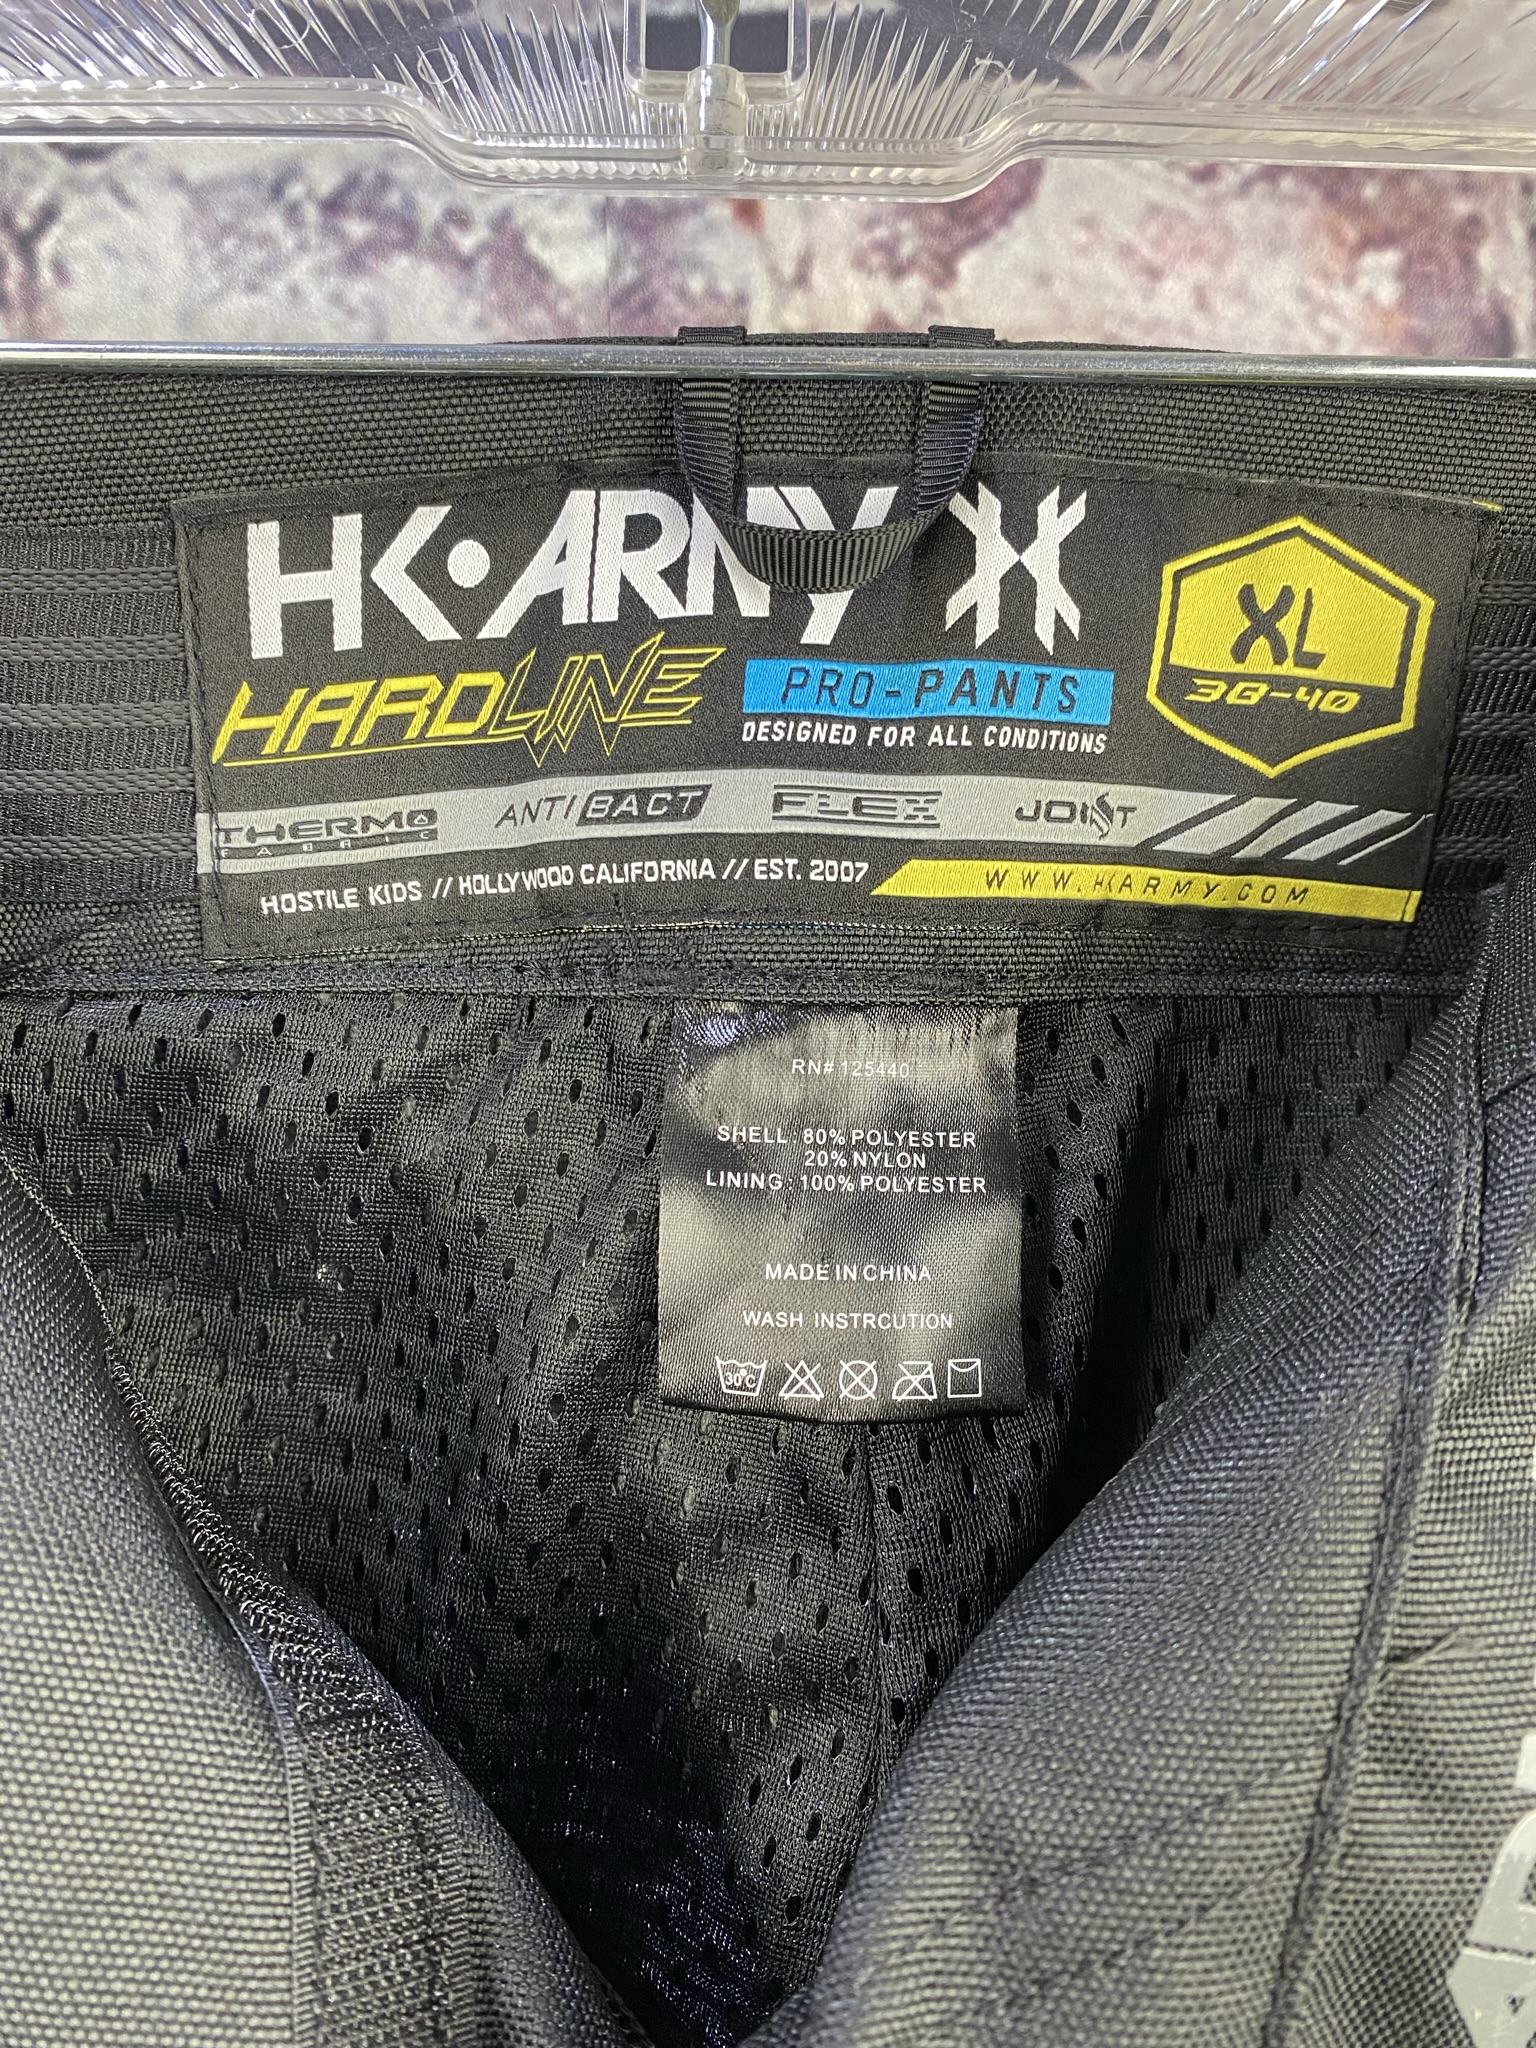 HK·ARMY
HARDLINE
PRO-PANTS
DESIGNED FOR ALL CONDITIONS
XL
38-40
THERMO
FABRIC
ANTIBACT
FLEX
JOINT
HOSTILE KIDS // HOLLYWOOD CALIFORNIA // EST. 2007
WWW.HKARMY.COM
RN# 125440
SHELL: 80% POLYESTER
20% NYLON
LINING: 100% POLYESTER
MADE IN CHINA
WASH INSTRCUTION
30°C